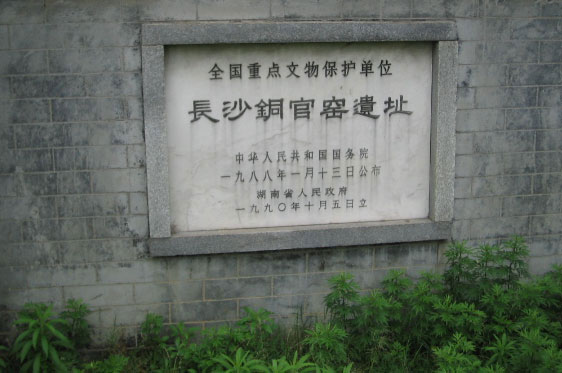 全国重点文物保护单位
長沙銅官窑遺址
中华人民共和国国务院
一九八八年一月十三日公布
湖南省人民政府
一九九〇年十月五日立